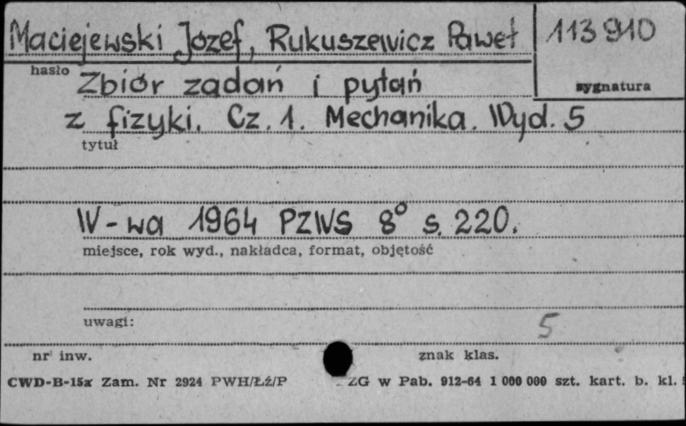 Maciejewski Józef, Rukuszewicz Paweł 113 910
hasło
sygnatura
Zbiór zadań i pytań
z fizyki. Cz. 1. Mechanika. Wyd. 5
tytuł
W-wa 1964 PZWS 8° s. 220.
miejsce, rok wyd., nakładca, format, objętość
uwagi: 5
nr inw. znak klas.
CWD-B-15x Zam. Nr 2924 PWH/Łż/P ZG w Pab. 912-64 1 000 000 szt. kart. b. kl.